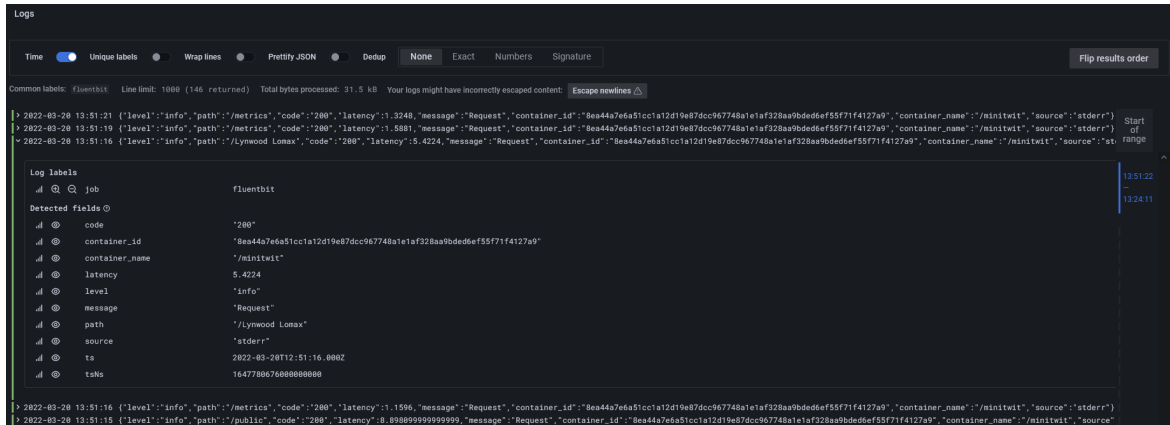 Logs
Time Unique labels Wrap lines Prettify JSON Dedup None Exact Numbers Signature Flip results order
Common labels: fluentbit Line limit: 1000 (146 returned) Total bytes processed: 31.5 kB Your logs might have incorrectly escaped content: Escape newlines
> 2022-03-20 13:51:21 {"level":"info","path":"/metrics","code":"200","latency":1.3248,"message":"Request","container_id":"8ea44a7e6a51cc1a12d19e87dcc967748a1e1af328aa9bded6ef55f71f4127a9","container_name":"/minitwit","source":"stderr"}
> 2022-03-20 13:51:19 {"level":"info","path":"/metrics","code":"200","latency":1.5881,"message":"Request","container_id":"8ea44a7e6a51cc1a12d19e87dcc967748a1e1af328aa9bded6ef55f71f4127a9","container_name":"/minitwit","source":"stderr"}
2022-03-20 13:51:16 {"level":"info","path":"/Lynwood Lomax","code":"200","latency":5.4224,"message":"Request","container_id":"8ea44a7e6a51cc1a12d19e87dcc967748a1e1af328aa9bded6ef55f71f4127a9","container_name":"/minitwit","source":"st
Start
of
range
Log labels
job fluentbit
Detected fields
code "200"
container_id "8ea44a7e6a51cc1a12d19e87dcc967748a1e1af328aa9bded6ef55f71f4127a9"
container_name "/minitwit"
latency 5.4224
level "info"
message "Request"
path "/Lynwood Lomax"
source "stderr"
ts 2022-03-20T12:51:16.000Z
tsNs 1647780676000000000
13:51:22
—
13:24:11
> 2022-03-20 13:51:16 {"level":"info","path":"/metrics","code":"200","latency":1.1596,"message":"Request","container_id":"8ea44a7e6a51cc1a12d19e87dcc967748a1e1af328aa9bded6ef55f71f4127a9","container_name":"/minitwit","source":"stderr"}
> 2022-03-20 13:51:15 {"level":"info","path":"/public","code":"200","latency":8.898099999999999,"message":"Request","container_id":"8ea44a7e6a51cc1a12d19e87dcc967748a1e1af328aa9bded6ef55f71f4127a9","container_name":"/minitwit","source"